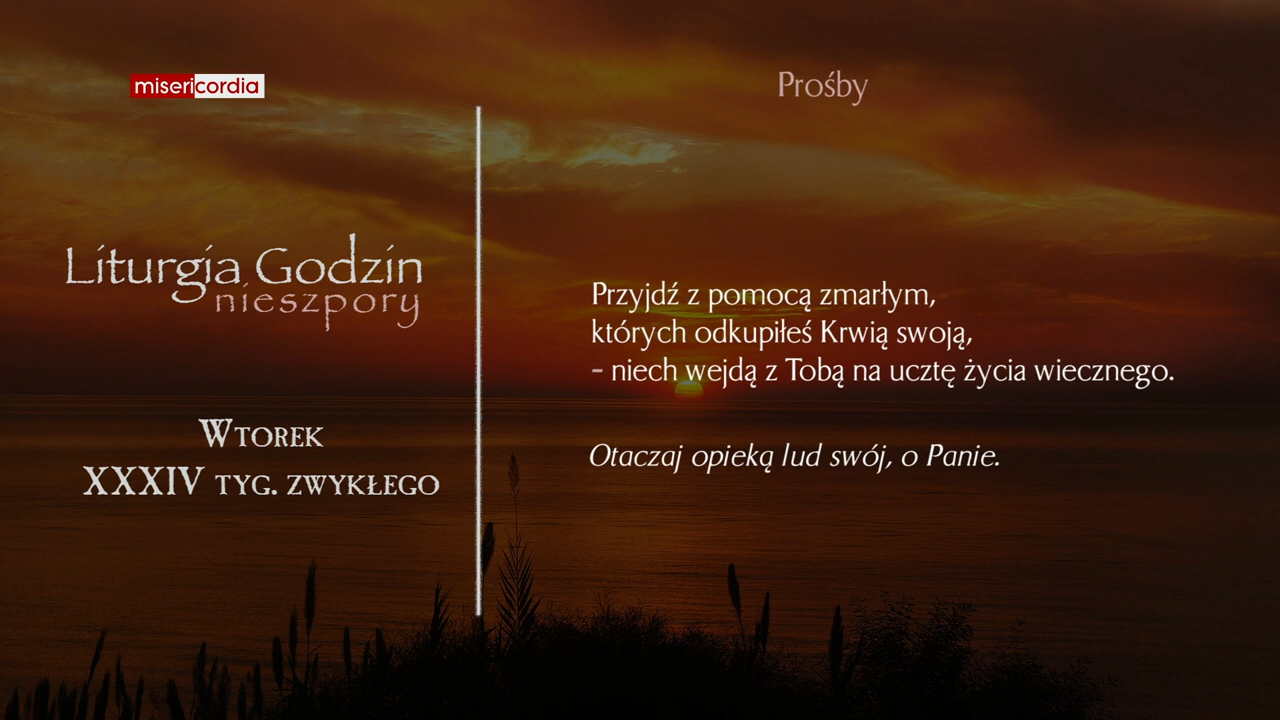 misericordia
Liturgia Godzin
nieszpory
Wtorek
XXXIV tyg. zwykłego
Prośby
Przyjdź z pomocą zmarłym,
których odkupiłeś Krwią swoją,
- niech wejdą z Tobą na ucztę życia wiecznego.
Otaczaj opieką lud swój, o Panie.